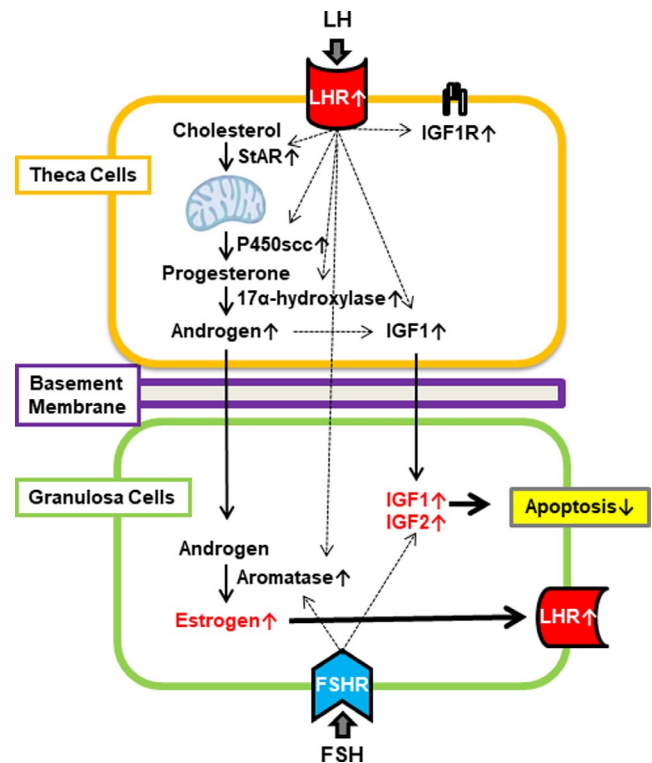 LH
LHR↑
Cholesterol
IGF1R↑
StAR↑
Theca Cells
P450scc↑
Progesterone
17α-hydroxylase↑
Androgen↑
IGF1↑
Basement
Membrane
Granulosa Cells
IGF1↑
IGF2↑
Apoptosis↓
Androgen
Aromatase↑
Estrogen↑
LHR↑
FSHR
FSH